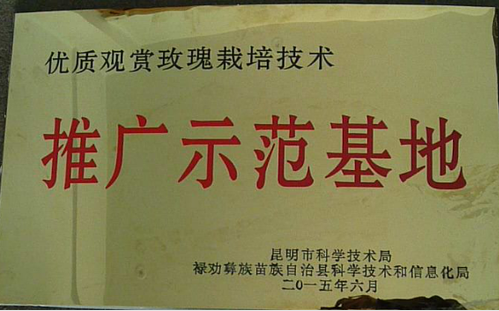 优质观赏玫瑰栽培技术
推广示范基地
昆明市科学技术局
禄劝彝族苗族自治县科学技术和信息化局
二〇一五年六月